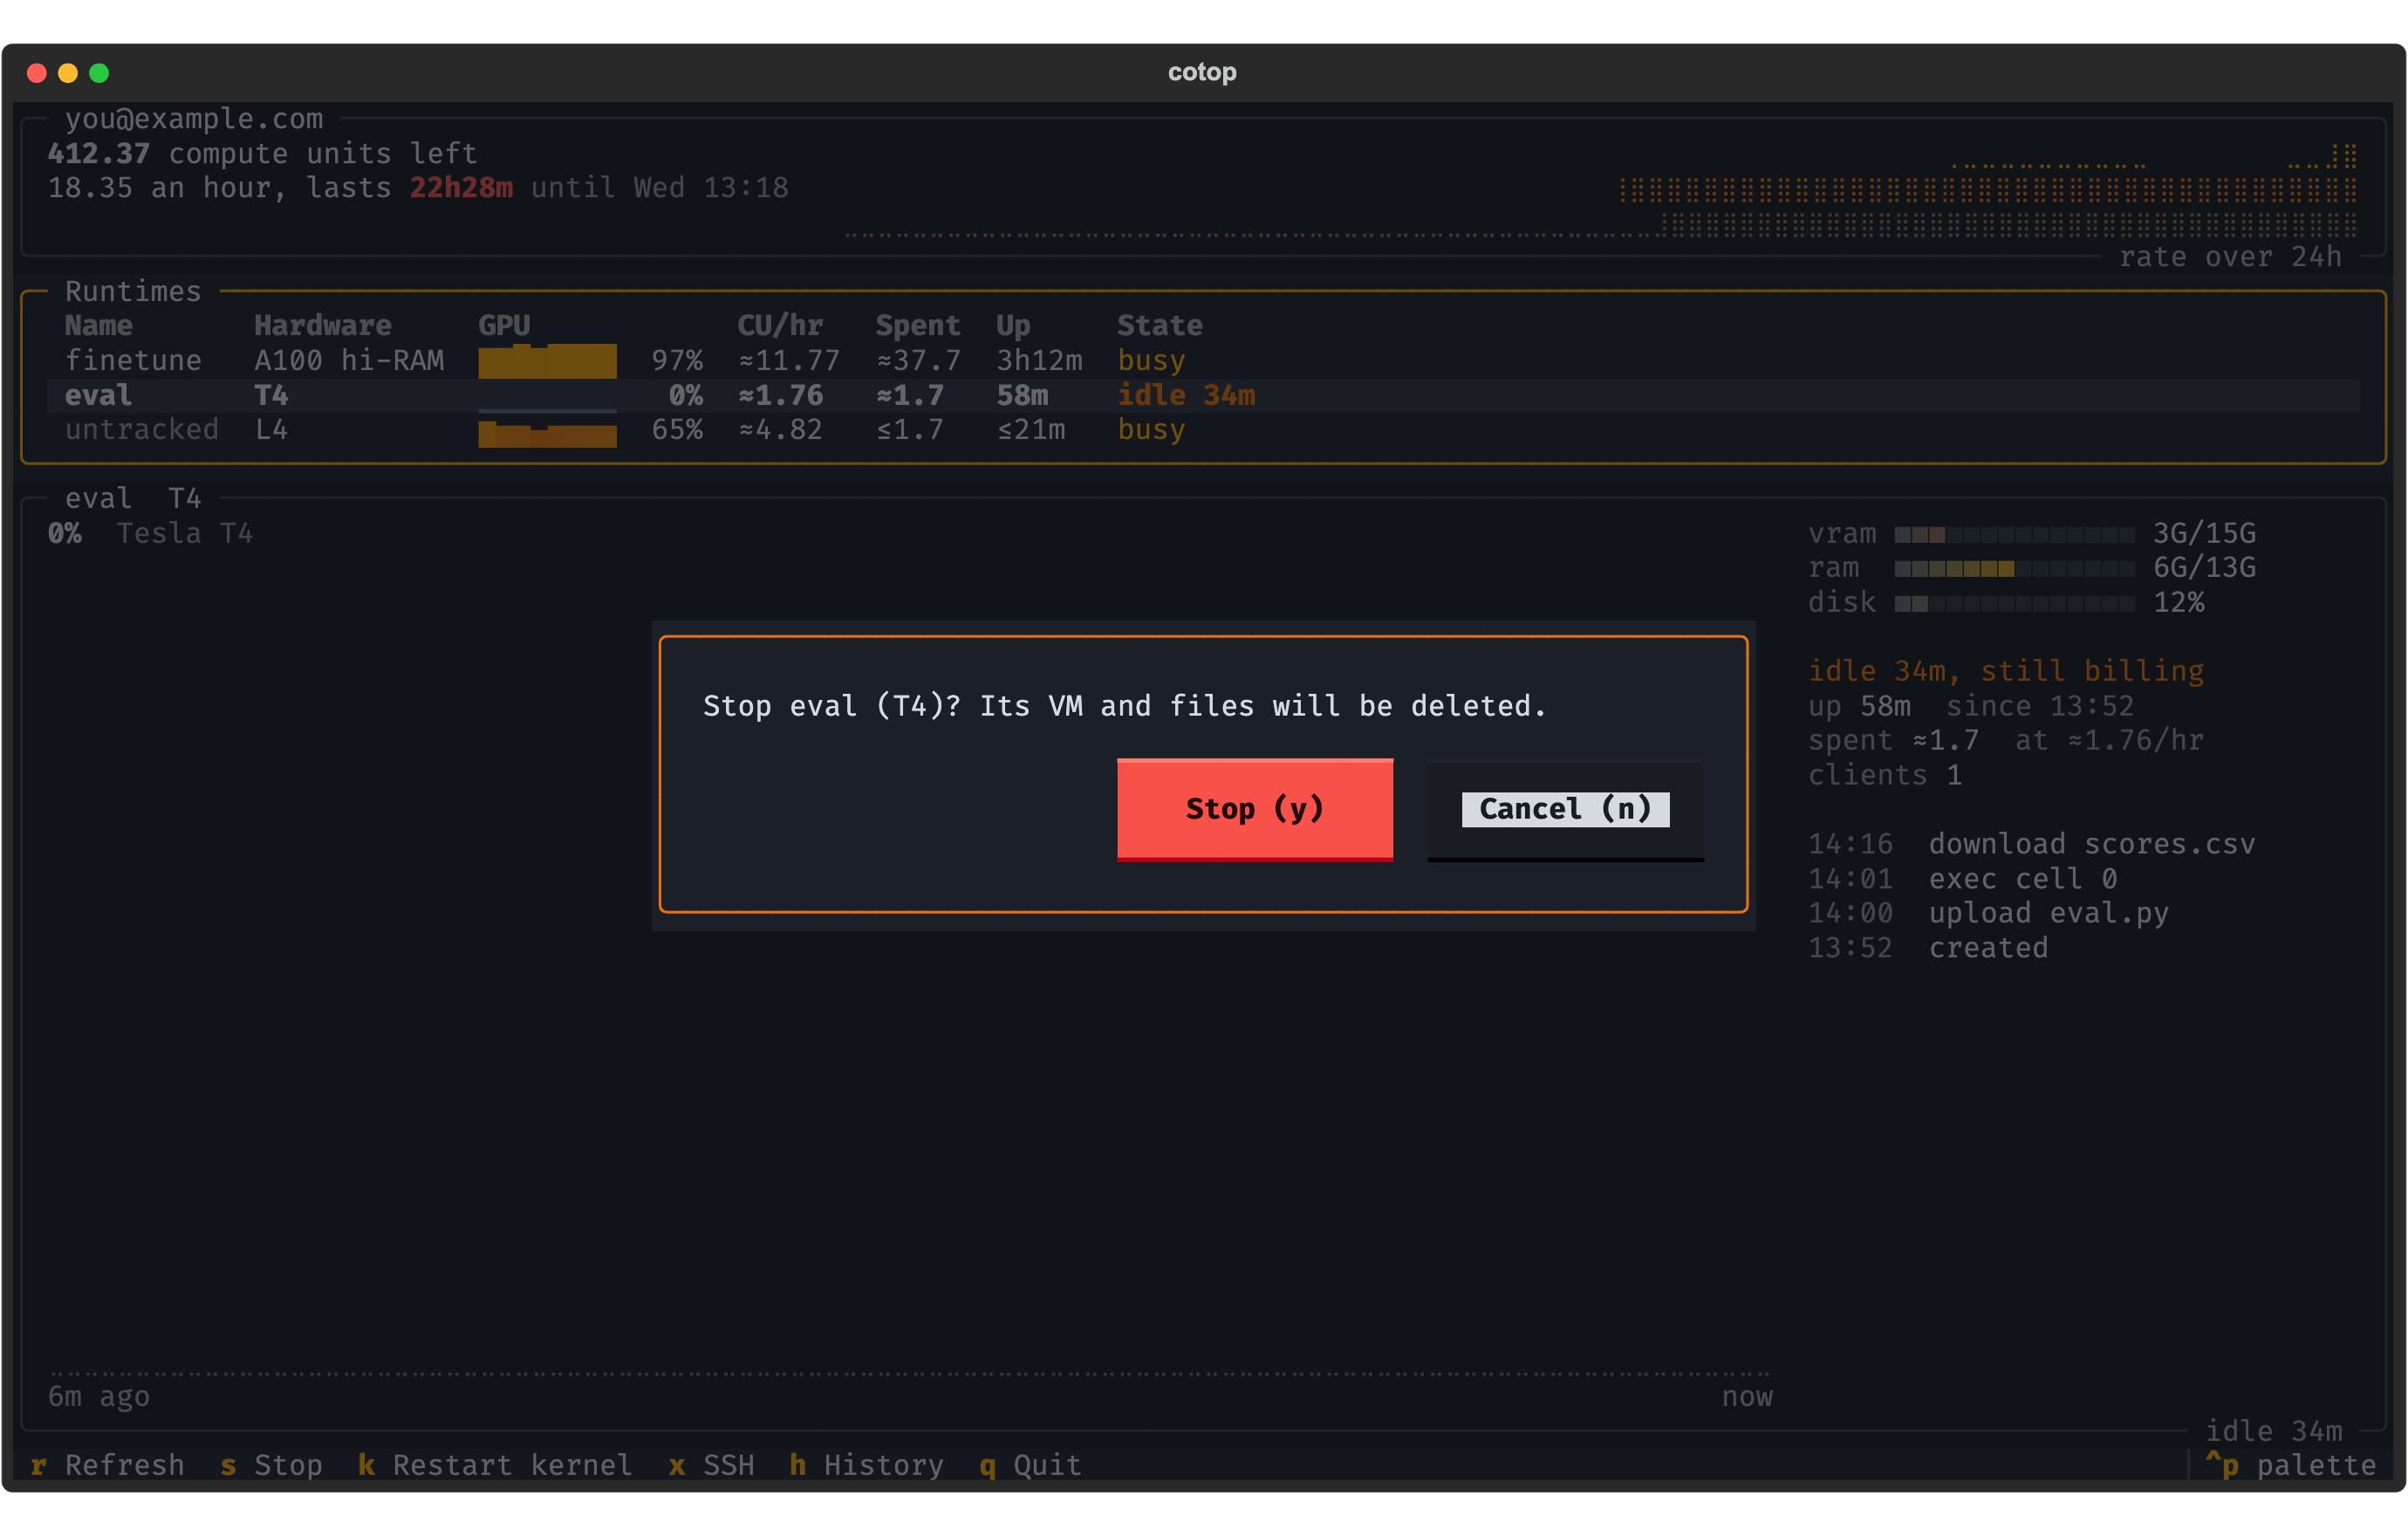 cotop
you@example.com
412.37 compute units left
18.35 an hour, lasts 22h28m until Wed 13:18
rate over 24h
Runtimes
Name Hardware GPU CU/hr Spent Up State
finetune A100 hi-RAM 97% ≈11.77 ≈37.7 3h12m busy
eval T4 0% ≈1.76 ≈1.7 58m idle 34m
untracked L4 65% ≈4.82 ≤1.7 ≤21m busy
eval T4
0% Tesla T4
vram 3G/15G
ram 6G/13G
disk 12%
idle 34m, still billing
up 58m since 13:52
spent ≈1.7 at ≈1.76/hr
clients 1
14:16 download scores.csv
14:01 exec cell 0
14:00 upload eval.py
13:52 created
Stop eval (T4)? Its VM and files will be deleted.
Stop (y) Cancel (n)
6m ago now
idle 34m
r Refresh s Stop k Restart kernel x SSH h History q Quit ^p palette